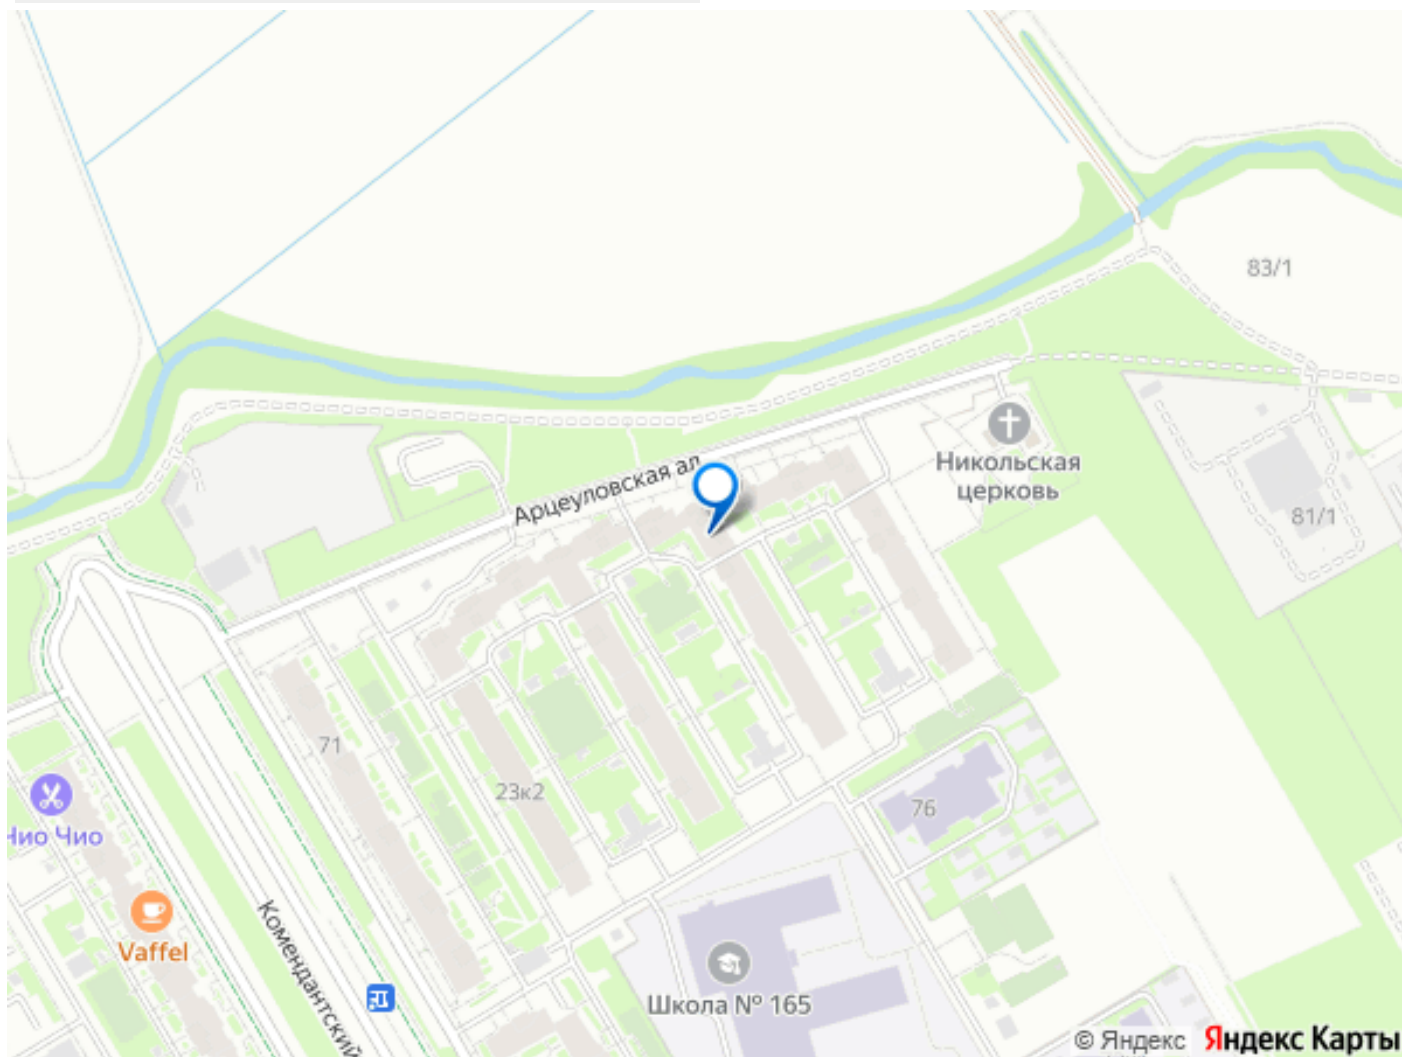 83/1
Никольская
церковь
Арцеуловская ал.
81/1
71
23к2
76
Чио Чио
Vaffel
Комендантский
Школа № 165
© Яндекс Яндекс Карты